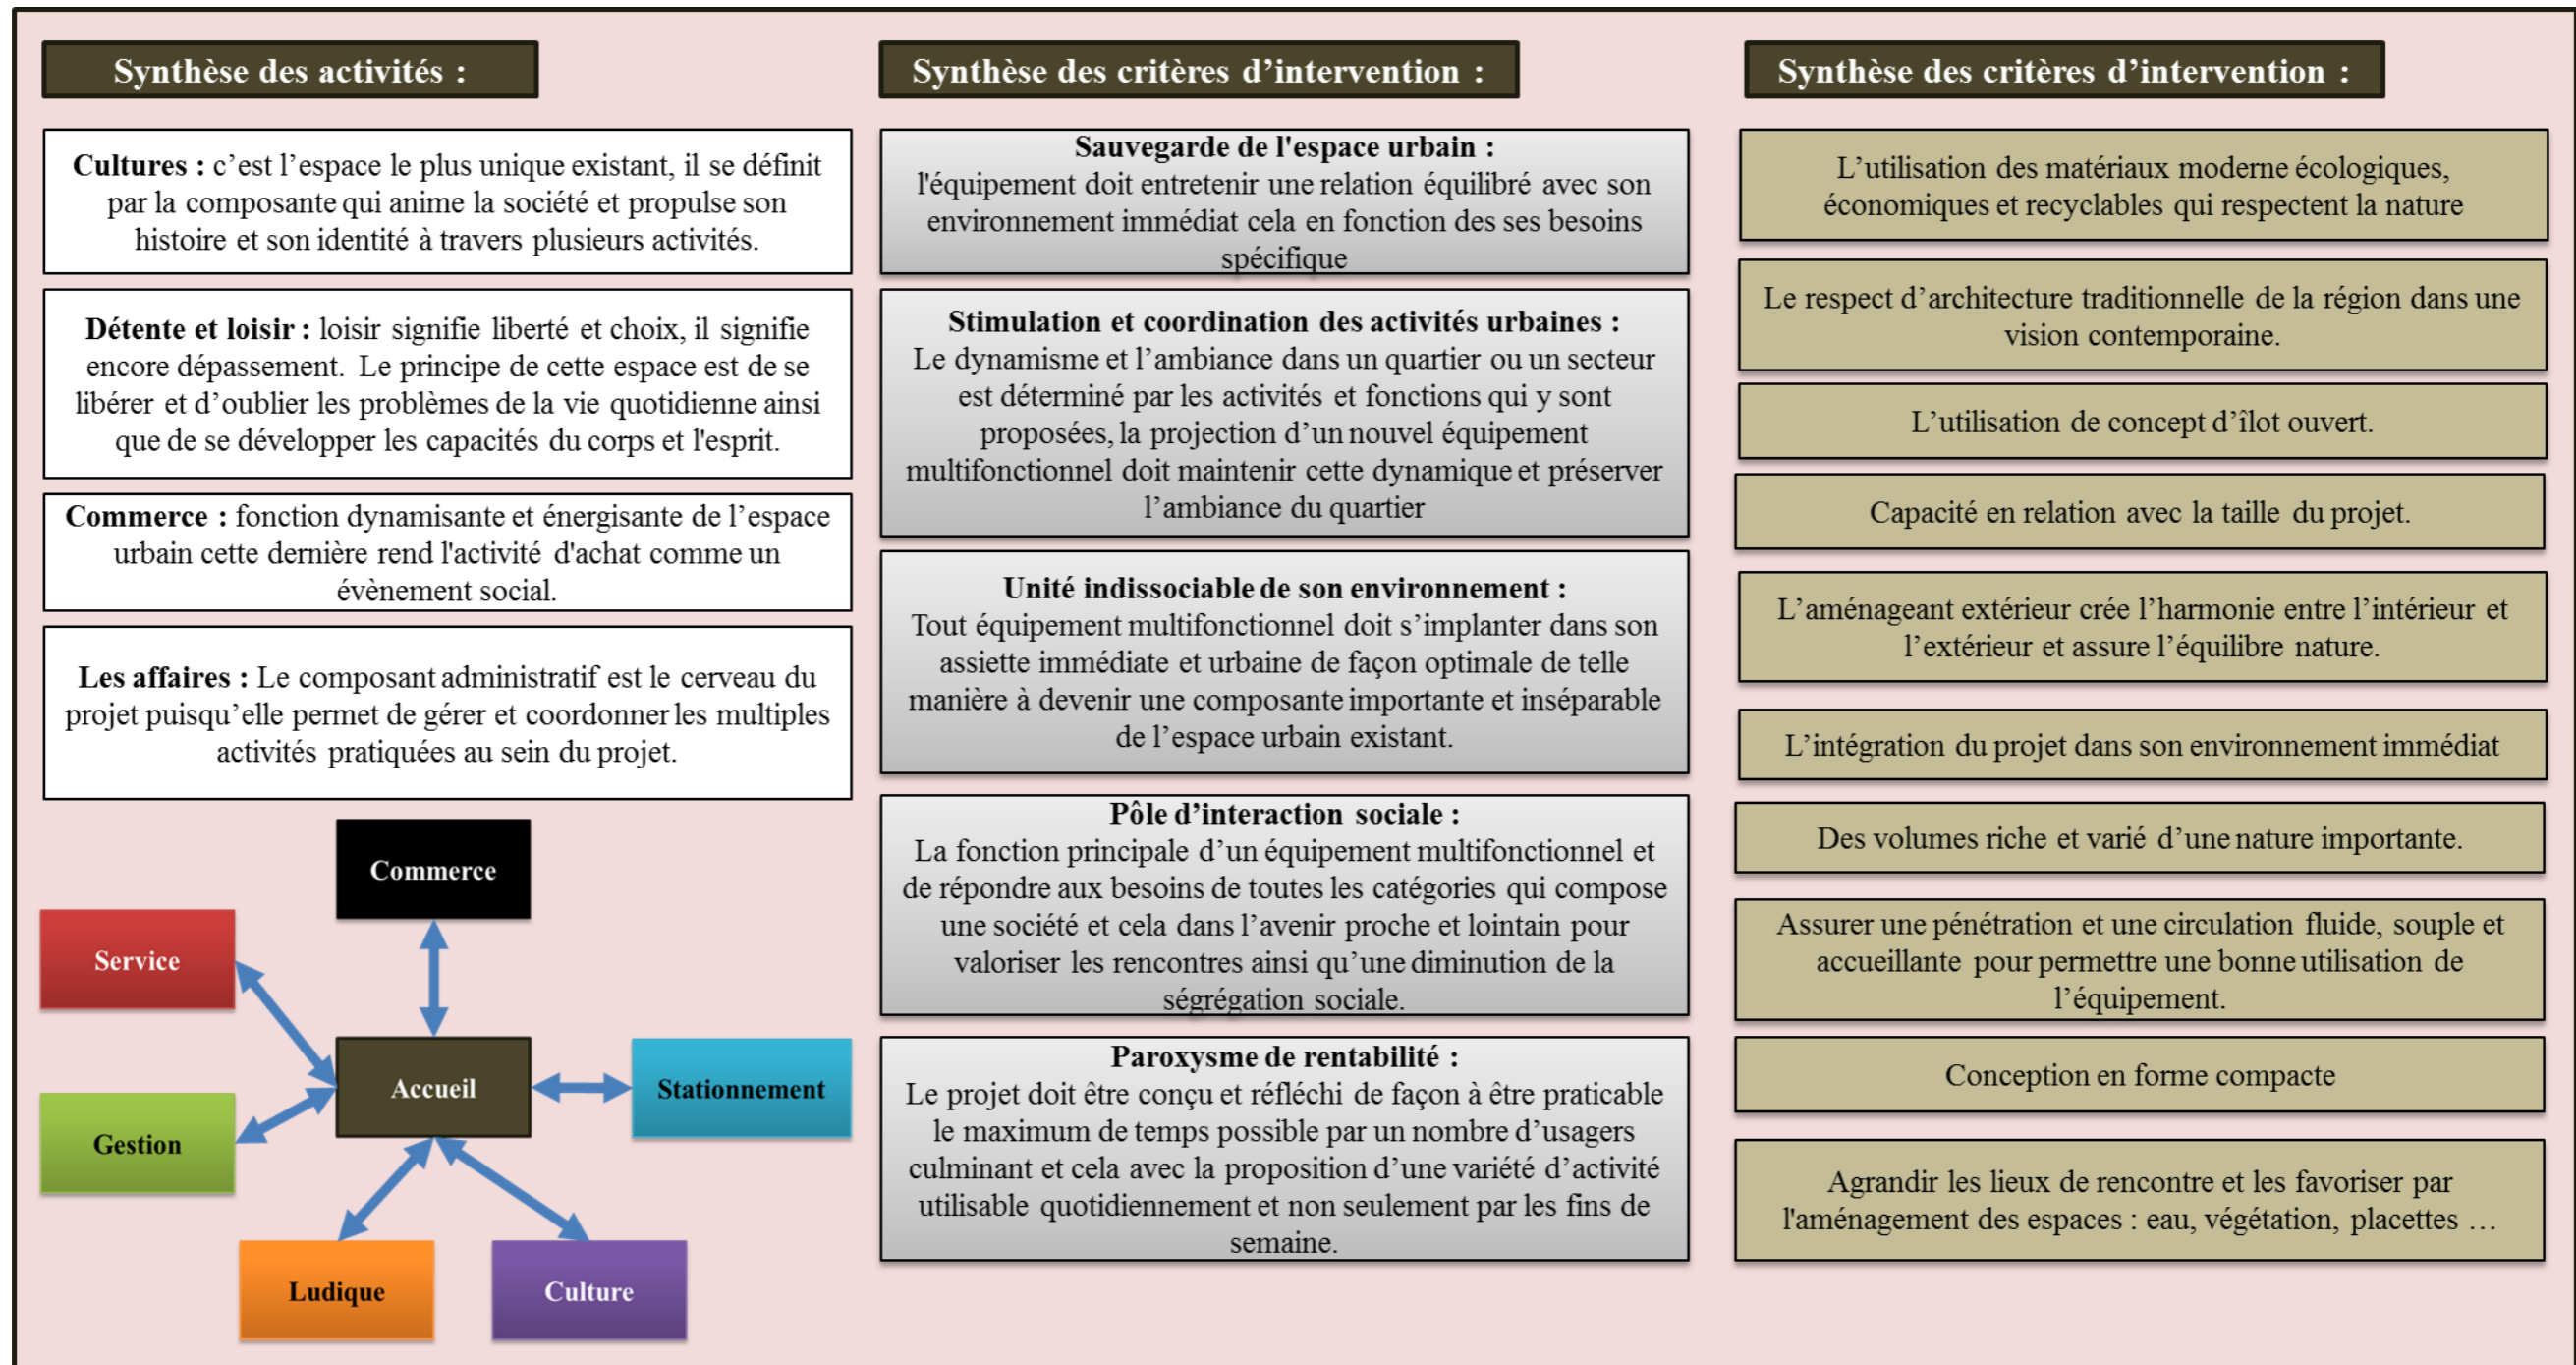 Synthèse des activités :
Cultures : c’est l’espace le plus unique existant, il se définit
par la composante qui anime la société et propulse son
histoire et son identité à travers plusieurs activités.
Détente et loisir : loisir signifie liberté et choix, il signifie
encore dépassement. Le principe de cette espace est de se
libérer et d’oublier les problèmes de la vie quotidienne ainsi
que de se développer les capacités du corps et l'esprit.
Commerce : fonction dynamisante et énergisante de l’espace
urbain cette dernière rend l'activité d'achat comme un
évènement social.
Les affaires : Le composant administratif est le cerveau du
projet puisqu’elle permet de gérer et coordonner les multiples
activités pratiquées au sein du projet.
Commerce
Service
Accueil
Stationnement
Gestion
Ludique
Culture
Synthèse des critères d’intervention :
Sauvegarde de l'espace urbain :
l'équipement doit entretenir une relation équilibré avec son
environnement immédiat cela en fonction des ses besoins
spécifique
Stimulation et coordination des activités urbaines :
Le dynamisme et l’ambiance dans un quartier ou un secteur
est déterminé par les activités et fonctions qui y sont
proposées, la projection d’un nouvel équipement
multifonctionnel doit maintenir cette dynamique et préserver
l’ambiance du quartier
Unité indissociable de son environnement :
Tout équipement multifonctionnel doit s’implanter dans son
assiette immédiate et urbaine de façon optimale de telle
manière à devenir une composante importante et inséparable
de l’espace urbain existant.
Pôle d’interaction sociale :
La fonction principale d’un équipement multifonctionnel et
de répondre aux besoins de toutes les catégories qui compose
une société et cela dans l’avenir proche et lointain pour
valoriser les rencontres ainsi qu’une diminution de la
ségrégation sociale.
Paroxysme de rentabilité :
Le projet doit être conçu et réfléchi de façon à être praticable
le maximum de temps possible par un nombre d’usagers
culminant et cela avec la proposition d’une variété d’activité
utilisable quotidiennement et non seulement par les fins de
semaine.
Synthèse des critères d’intervention :
L’utilisation des matériaux moderne écologiques,
économiques et recyclables qui respectent la nature
Le respect d’architecture traditionnelle de la région dans une
vision contemporaine.
L’utilisation de concept d’îlot ouvert.
Capacité en relation avec la taille du projet.
L’aménageant extérieur crée l’harmonie entre l’intérieur et
l’extérieur et assure l’équilibre nature.
L’intégration du projet dans son environnement immédiat
Des volumes riche et varié d’une nature importante.
Assurer une pénétration et une circulation fluide, souple et
accueillante pour permettre une bonne utilisation de
l’équipement.
Conception en forme compacte
Agrandir les lieux de rencontre et les favoriser par
l'aménagement des espaces : eau, végétation, placettes …